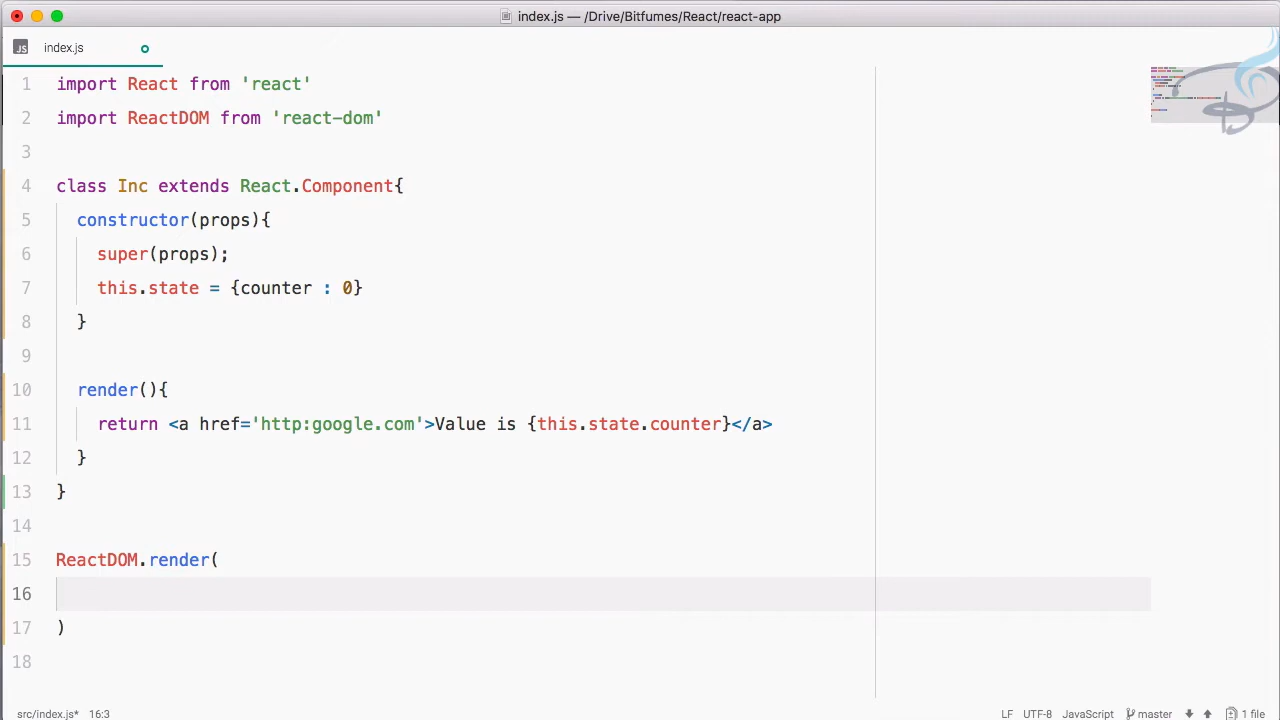 index.js — /Drive/Bitfumes/React/react-app
JS index.js
1 import React from 'react'
2 import ReactDOM from 'react-dom'
3
4 class Inc extends React.Component{
5 constructor(props){
6 super(props);
7 this.state = {counter : 0}
8 }
9
10 render(){
11 return <a href='http:google.com'>Value is {this.state.counter}</a>
12 }
13 }
14
15 ReactDOM.render(
16
17 )
18
src/index.js* 16:3 LF UTF-8 JavaScript master 1 file